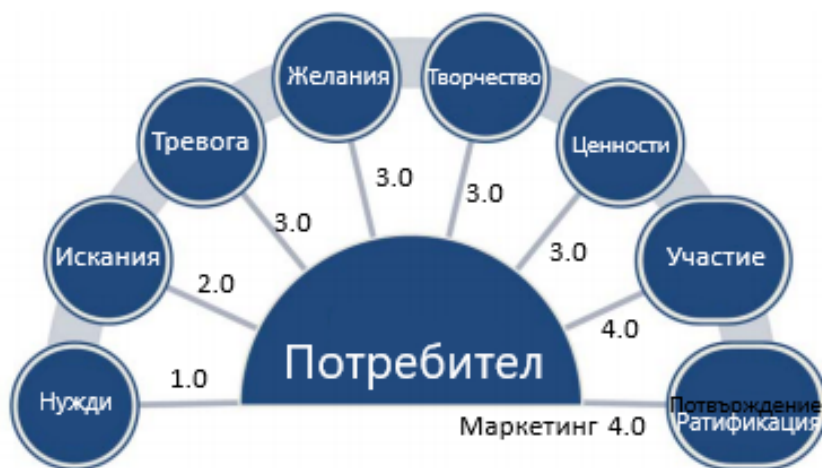 Желания
Творчество
Тревога
Ценности
3.0
3.0
3.0
3.0
Искания
Участие
2.0
4.0
Потребител
Нужди
1.0
Потвърждение
Ратификация
Маркетинг 4.0